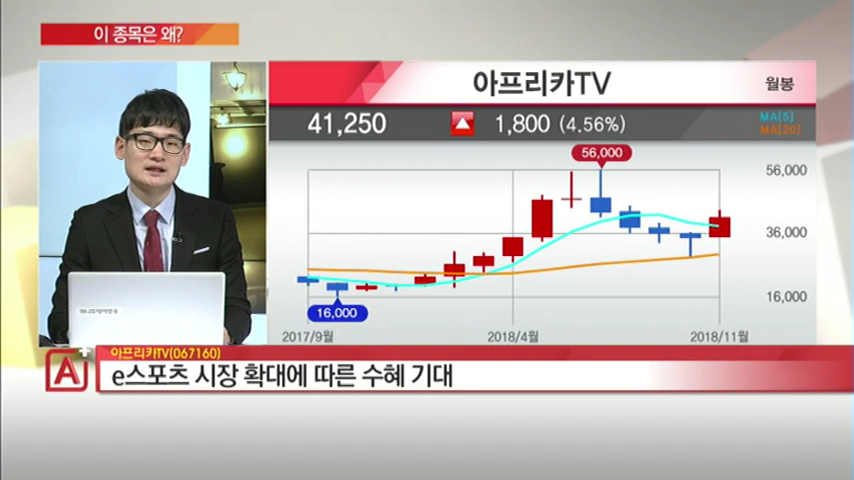 이 종목은 왜?
아프리카TV
월봉
41,250 1,800 (4.56%)
MA[5]
MA[20]
56,000
56,000
36,000
16,000
16,000
2017/9월 2018/4월 2018/11월
A+
아프리카TV(067160)
e스포츠 시장 확대에 따른 수혜 기대